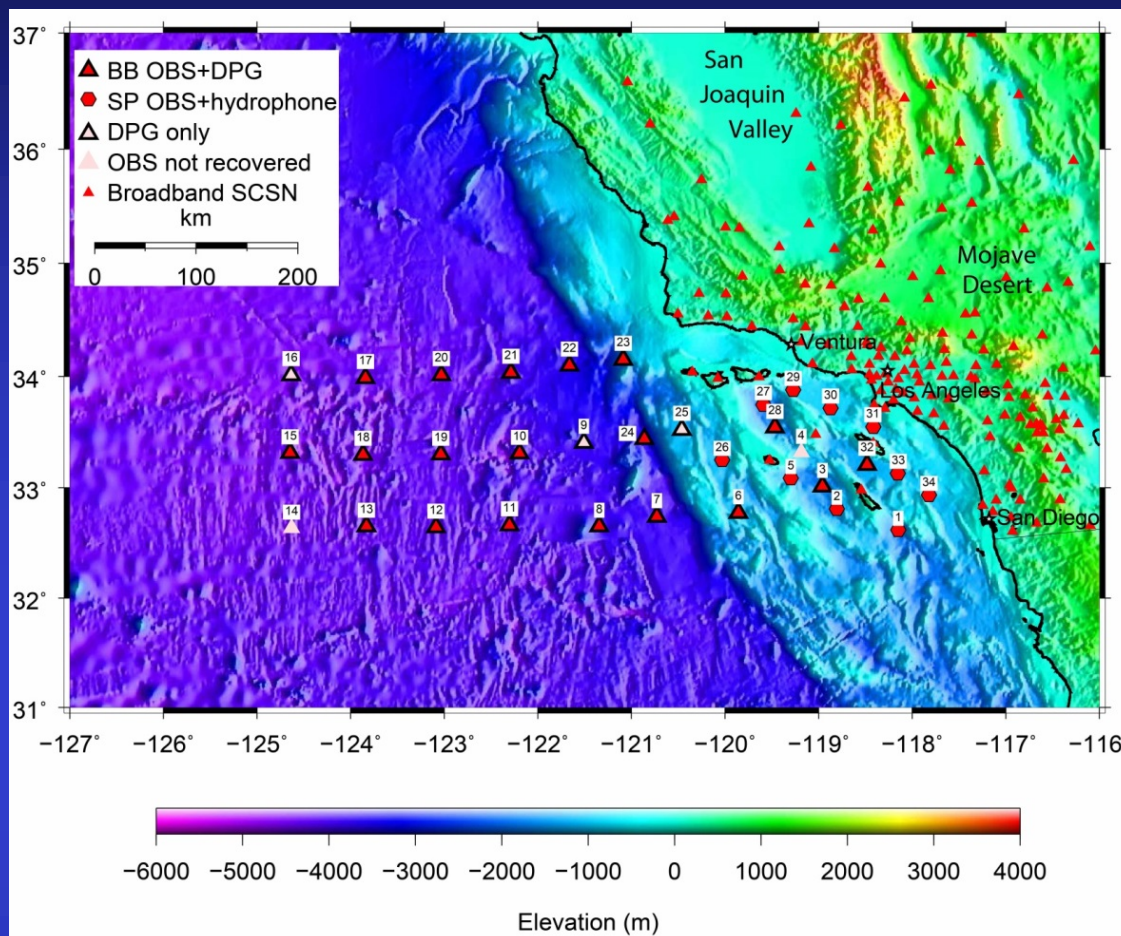 37°
36°
35°
34°
33°
32°
31°
BB OBS+DPG
SP OBS+hydrophone
DPG only
OBS not recovered
Broadband SCSN
km
0 100 200
San
Joaquin
Valley
Mojave
Desert
Ventura
Los Angeles
San Diego
16 17 20 21 22 23
15 18 19 10 9 24 25 26 27 28 29 30 31
14 13 12 11 8 7 6 5 4 3 2 1 32 33 34
−127 −126 −125 −124 −123 −122 −121 −120 −119 −118 −117 −116
−6000 −5000 −4000 −3000 −2000 −1000 0 1000 2000 3000 4000
Elevation (m)